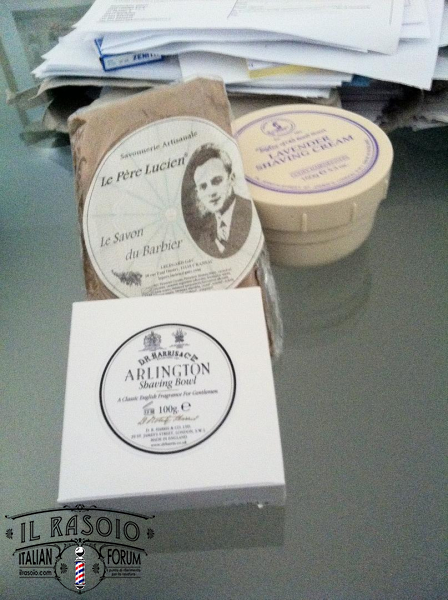 ZENITH
Savonnerie Artisanale
Le Père Lucien
Le Savon
du Barbier
Taylor of Old Bond Street
LAVENDER
SHAVING CREAM
D.R. HARRIS & Co.
ARLINGTON
Shaving Bowl
A Classic English Fragrance For Gentlemen
100g. ℮
D. R. HARRIS & CO. LTD.
29 ST. JAMES'S STREET, LONDON, S.W.1
MADE IN ENGLAND
IL RASOIO
ITALIAN FORUM
ilrasoio.com